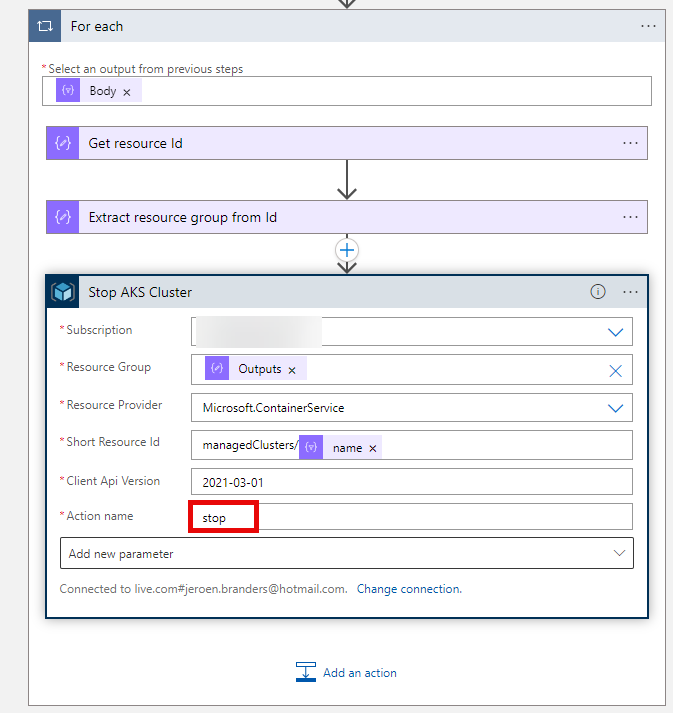 For each
* Select an output from previous steps
Body ×
Get resource Id
Extract resource group from Id
Stop AKS Cluster
* Subscription
* Resource Group Outputs ×
* Resource Provider Microsoft.ContainerService
* Short Resource Id managedClusters/ name ×
* Client Api Version 2021-03-01
* Action name stop
Add new parameter
Connected to live.com#jeroen.branders@hotmail.com. Change connection.
Add an action